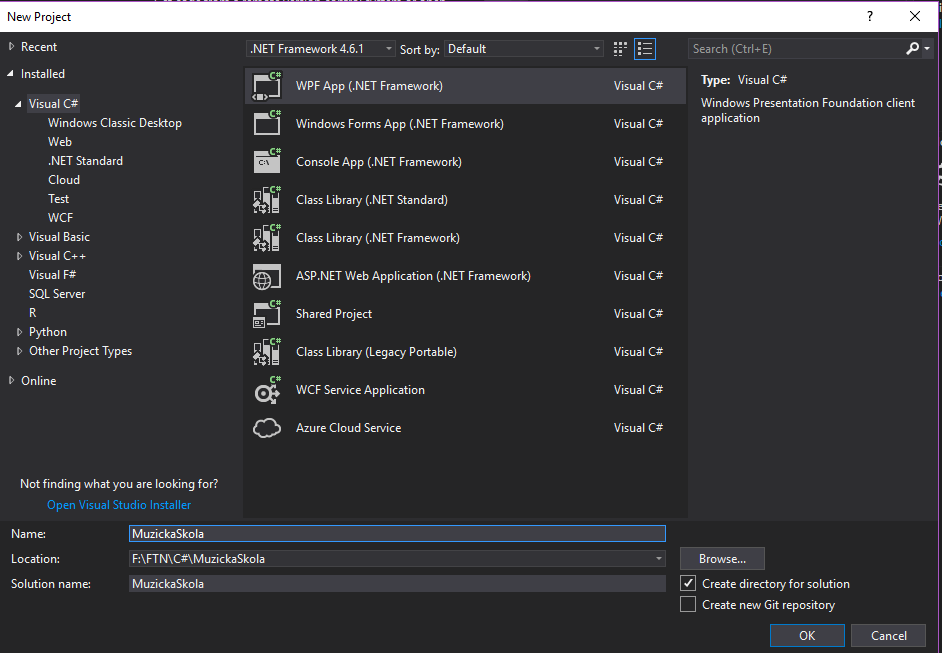 New Project
?
Recent
Installed
Visual C#
Windows Classic Desktop
Web
.NET Standard
Cloud
Test
WCF
Visual Basic
Visual C++
Visual F#
SQL Server
R
Python
Other Project Types
Online
Not finding what you are looking for?
Open Visual Studio Installer
.NET Framework 4.6.1 Sort by: Default
WPF App (.NET Framework) Visual C#
Windows Forms App (.NET Framework) Visual C#
Console App (.NET Framework) Visual C#
Class Library (.NET Standard) Visual C#
Class Library (.NET Framework) Visual C#
ASP.NET Web Application (.NET Framework) Visual C#
Shared Project Visual C#
Class Library (Legacy Portable) Visual C#
WCF Service Application Visual C#
Azure Cloud Service Visual C#
Search (Ctrl+E)
Type: Visual C#
Windows Presentation Foundation client
application
Name: MuzickaSkola
Location: F:\FTN\C#\MuzickaSkola Browse...
Solution name: MuzickaSkola
Create directory for solution
Create new Git repository
OK Cancel